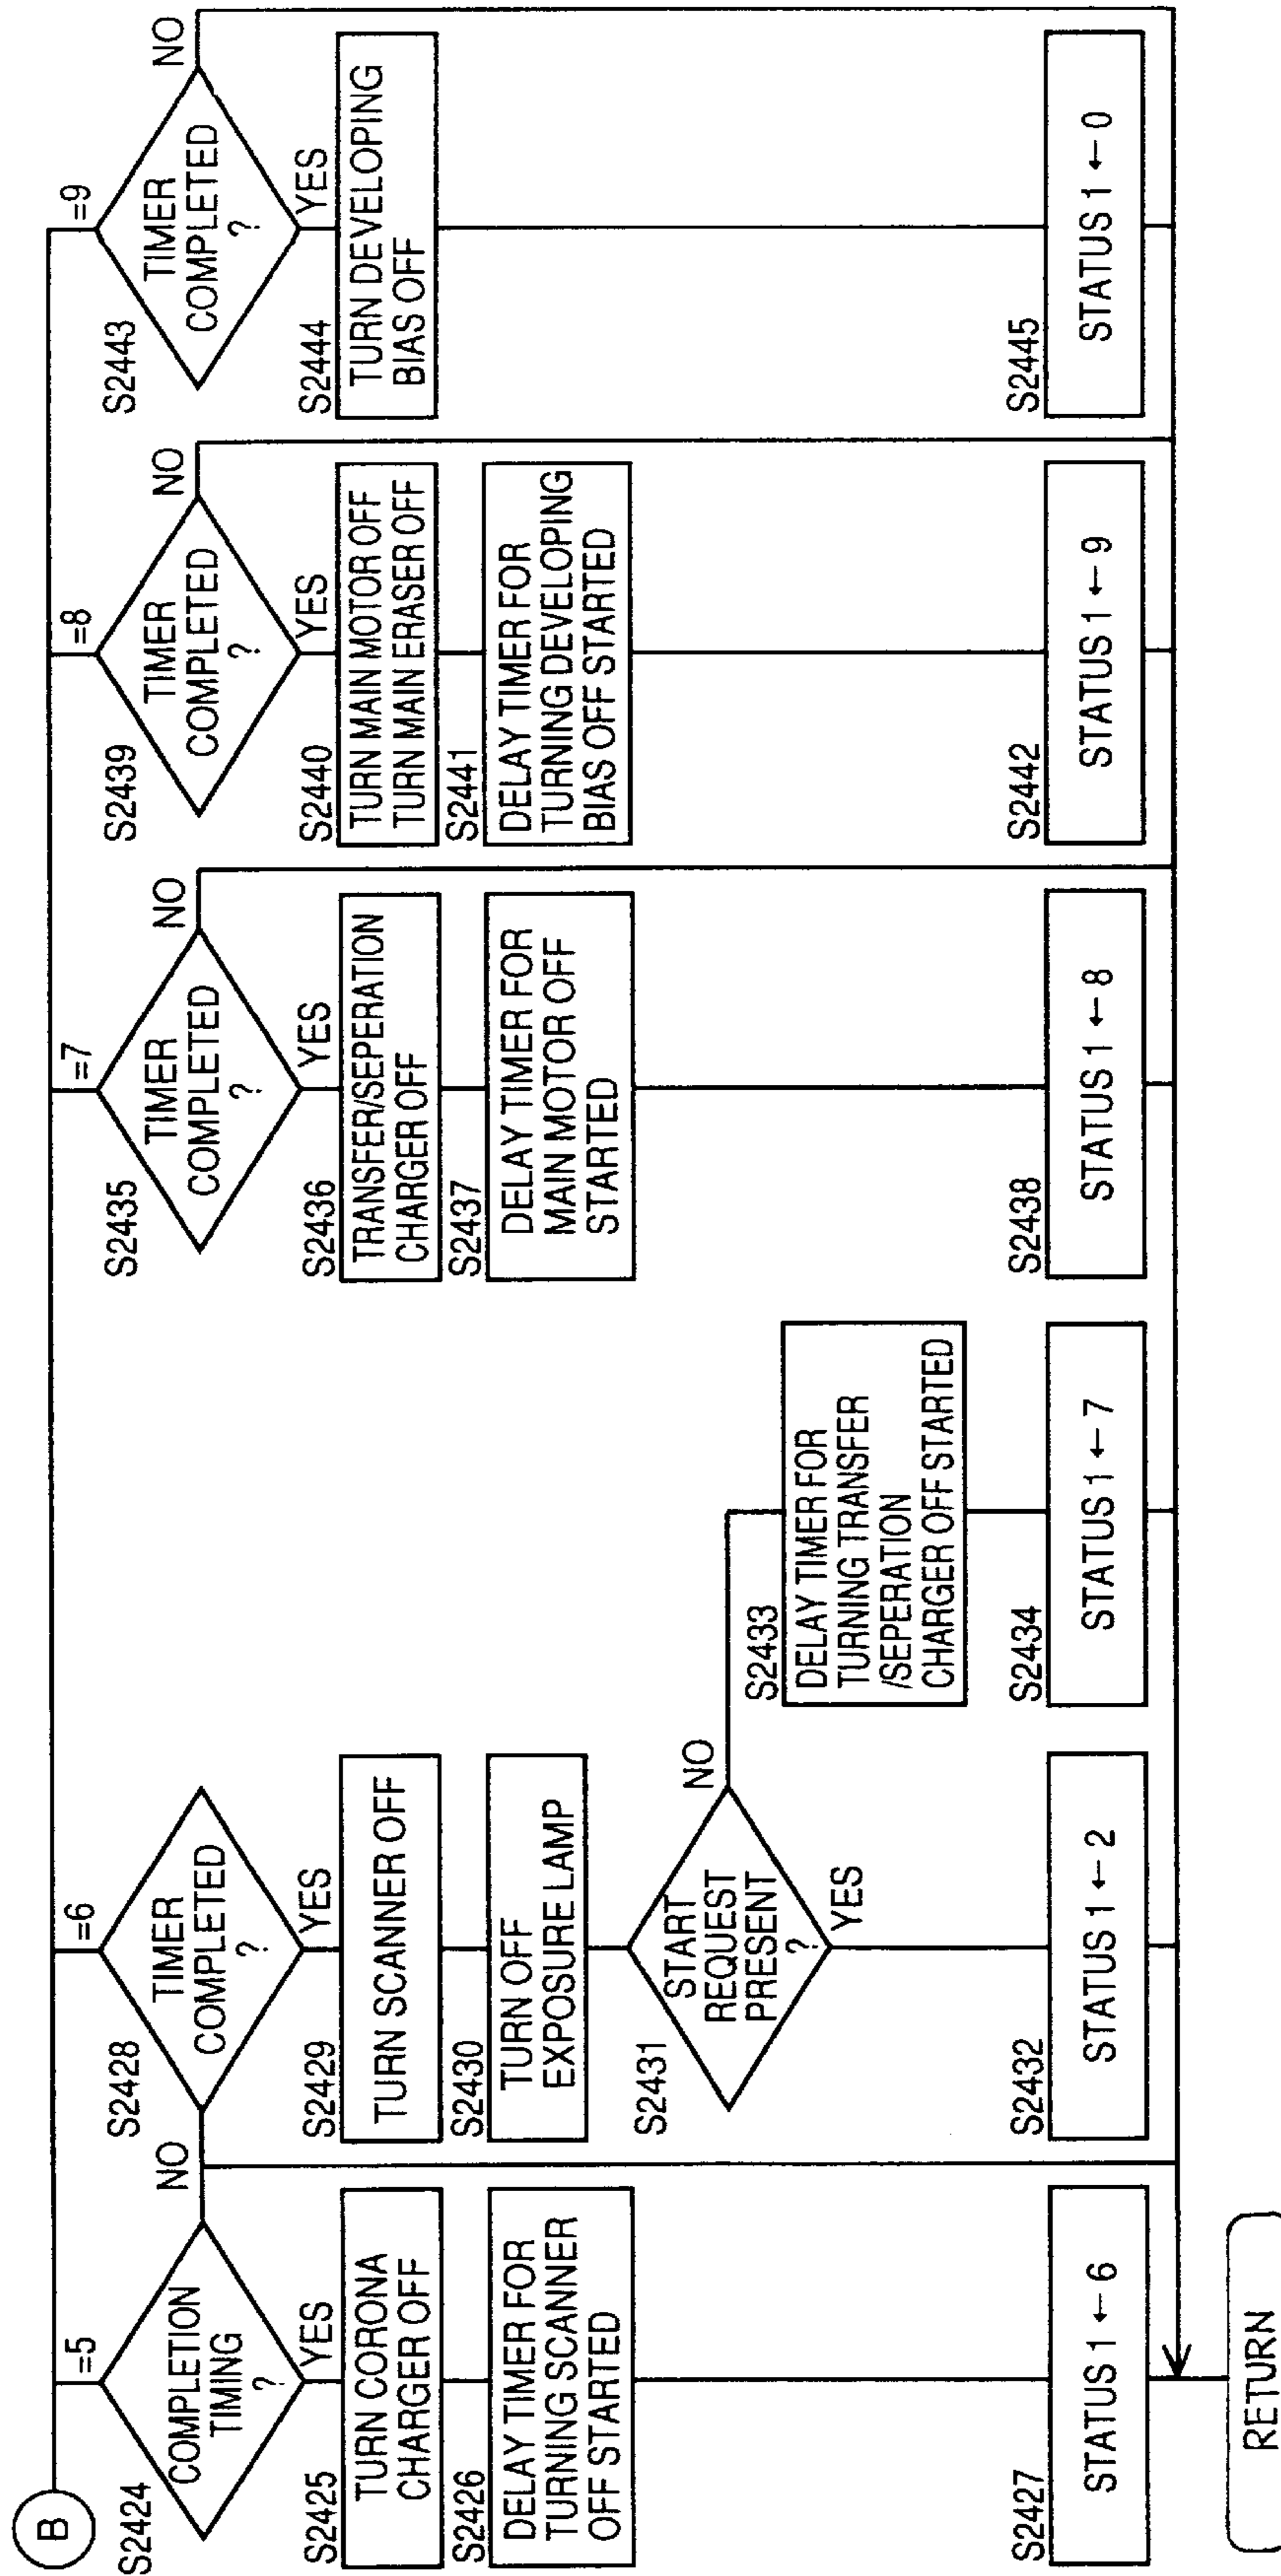 B
=5
S2424
COMPLETION
TIMING
?
NO
YES
S2425
TURN CORONA
CHARGER OFF
S2426
DELAY TIMER FOR
TURNING SCANNER
OFF STARTED
S2427
STATUS 1 ← 6
RETURN
=6
S2428
TIMER
COMPLETED
?
YES
S2429
TURN SCANNER OFF
S2430
TURN OFF
EXPOSURE LAMP
S2431
START
REQUEST
PRESENT
?
NO
YES
S2432
STATUS 1 ← 2
S2433
DELAY TIMER FOR
TURNING TRANSFER
/SEPERATION
CHARGER OFF STARTED
S2434
STATUS 1 ← 7
=7
S2435
TIMER
COMPLETED
?
NO
YES
S2436
TRANSFER/SEPERATION
CHARGER OFF
S2437
DELAY TIMER FOR
MAIN MOTOR OFF
STARTED
S2438
STATUS 1 ← 8
=8
S2439
TIMER
COMPLETED
?
NO
YES
S2440
TURN MAIN MOTOR OFF
TURN MAIN ERASER OFF
S2441
DELAY TIMER FOR
TURNING DEVELOPING
BIAS OFF STARTED
S2442
STATUS 1 ← 9
=9
S2443
TIMER
COMPLETED
?
NO
YES
S2444
TURN DEVELOPING
BIAS OFF
S2445
STATUS 1 ← 0